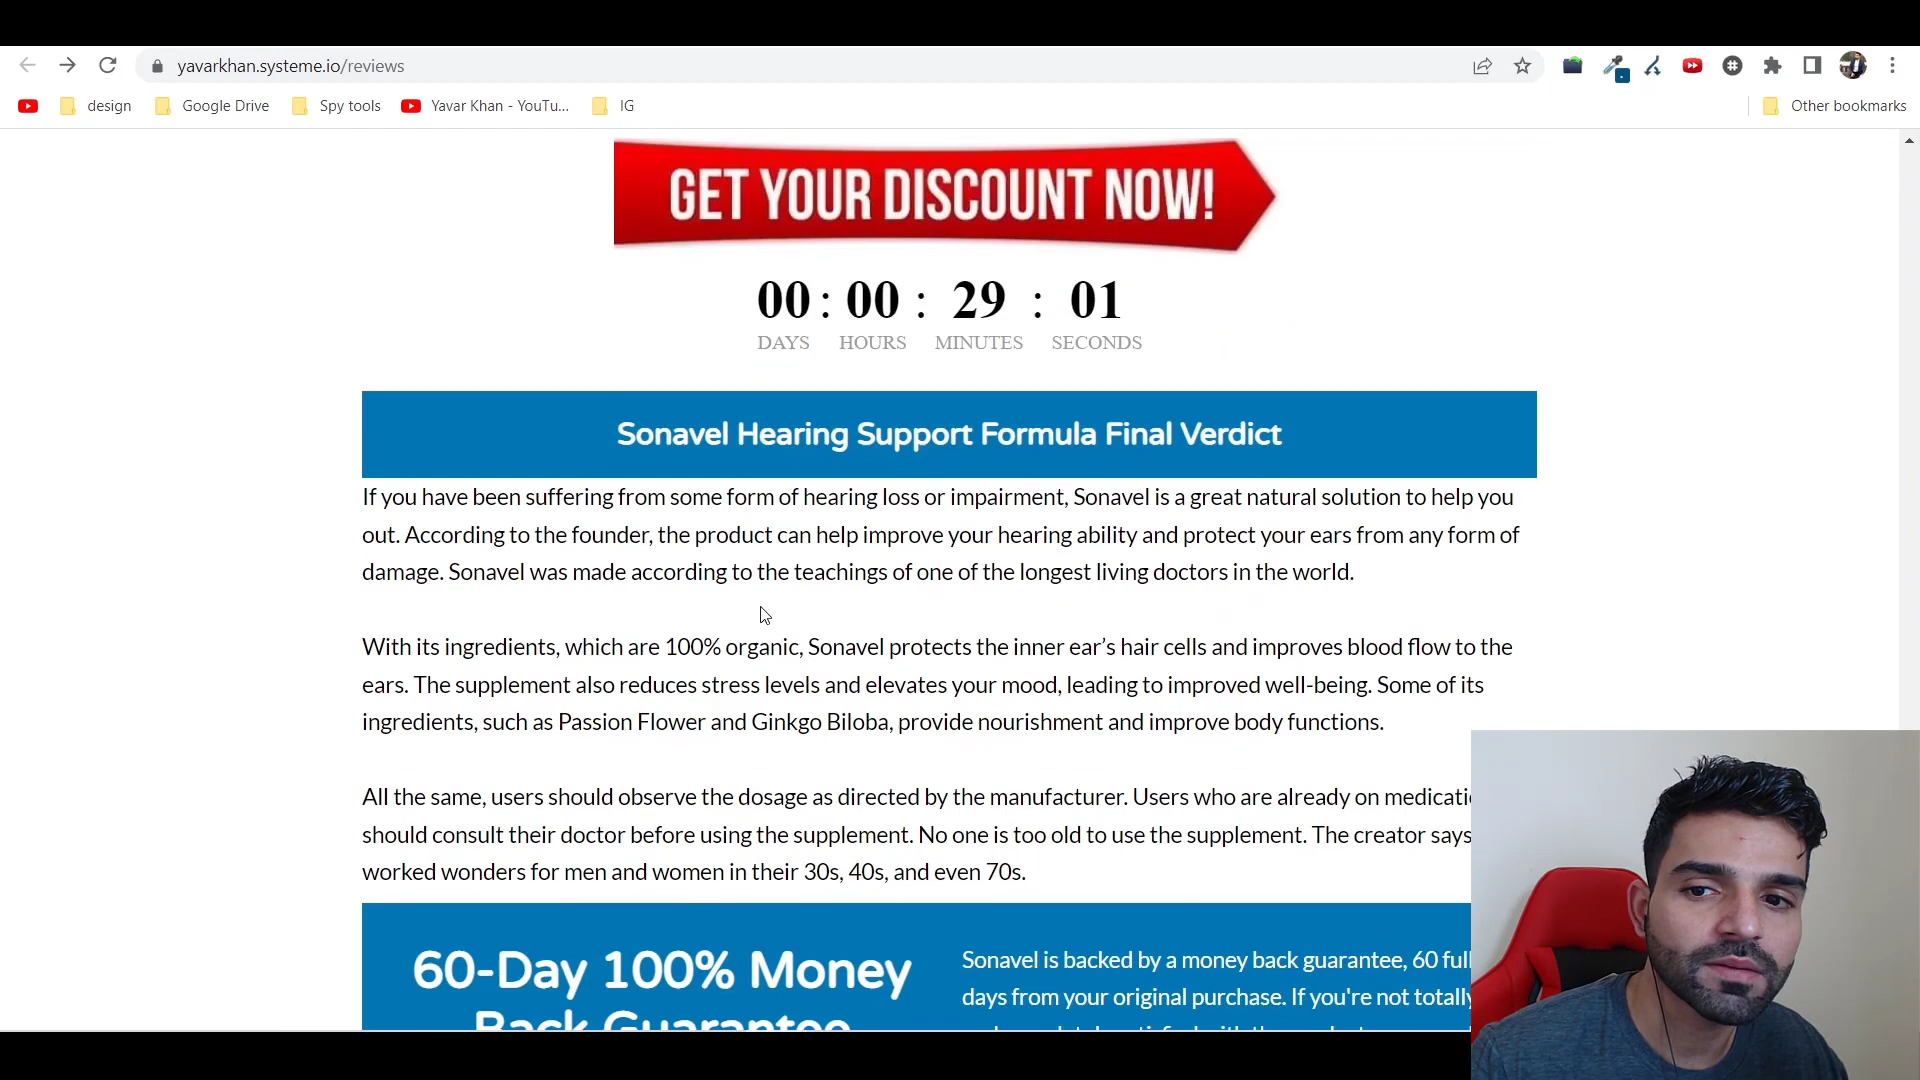 yavarkhan.systeme.io/reviews
design Google Drive Spy tools Yavar Khan - YouTu... IG Other bookmarks
GET YOUR DISCOUNT NOW!
00 : 00 : 29 : 01
DAYS HOURS MINUTES SECONDS
Sonavel Hearing Support Formula Final Verdict
If you have been suffering from some form of hearing loss or impairment, Sonavel is a great natural solution to help you
out. According to the founder, the product can help improve your hearing ability and protect your ears from any form of
damage. Sonavel was made according to the teachings of one of the longest living doctors in the world.
With its ingredients, which are 100% organic, Sonavel protects the inner ear’s hair cells and improves blood flow to the
ears. The supplement also reduces stress levels and elevates your mood, leading to improved well-being. Some of its
ingredients, such as Passion Flower and Ginkgo Biloba, provide nourishment and improve body functions.
All the same, users should observe the dosage as directed by the manufacturer. Users who are already on medicati
should consult their doctor before using the supplement. No one is too old to use the supplement. The creator says
worked wonders for men and women in their 30s, 40s, and even 70s.
60-Day 100% Money
Back Guarantee
Sonavel is backed by a money back guarantee, 60 full
days from your original purchase. If you're not totally